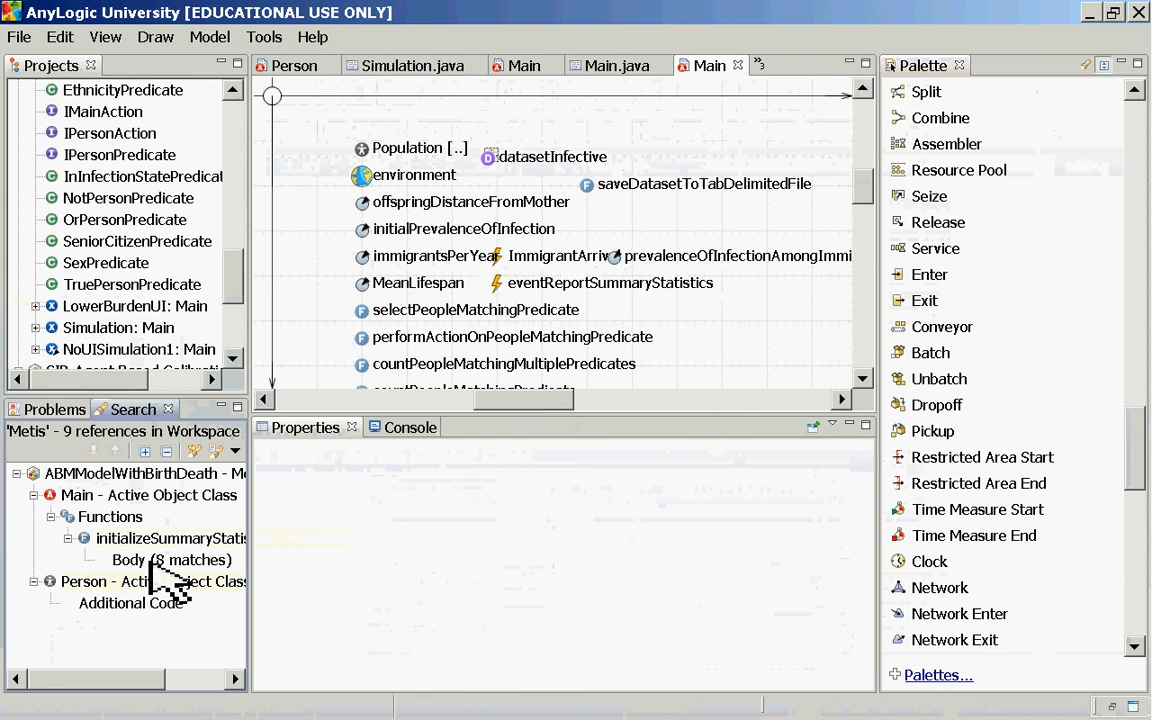 AnyLogic University [EDUCATIONAL USE ONLY]
File Edit View Draw Model Tools Help
Projects
EthnicityPredicate
IMainAction
IPersonAction
IPersonPredicate
InInfectionStatePredicat
NotPersonPredicate
OrPersonPredicate
SeniorCitizenPredicate
SexPredicate
TruePersonPredicate
LowerBurdenUI: Main
Simulation: Main
NoUISimulation1: Main
Problems Search
'Metis' - 9 references in Workspace
ABMModelWithBirthDeath - Me
Main - Active Object Class
Functions
initializeSummaryStatis
Body (8 matches)
Person - Active Object Class
Additional Code
Person Simulation.java Main Main.java Main »3
Population [..]
datasetInfective
environment
saveDatasetToTabDelimitedFile
offspringDistanceFromMother
initialPrevalenceOfInfection
immigrantsPerYear ImmigrantArriv prevalenceOfInfectionAmongImmi
MeanLifespan eventReportSummaryStatistics
selectPeopleMatchingPredicate
performActionOnPeopleMatchingPredicate
countPeopleMatchingMultiplePredicates
Properties Console
Palette
Split
Combine
Assembler
Resource Pool
Seize
Release
Service
Enter
Exit
Conveyor
Batch
Unbatch
Dropoff
Pickup
Restricted Area Start
Restricted Area End
Time Measure Start
Time Measure End
Clock
Network
Network Enter
Network Exit
Palettes...